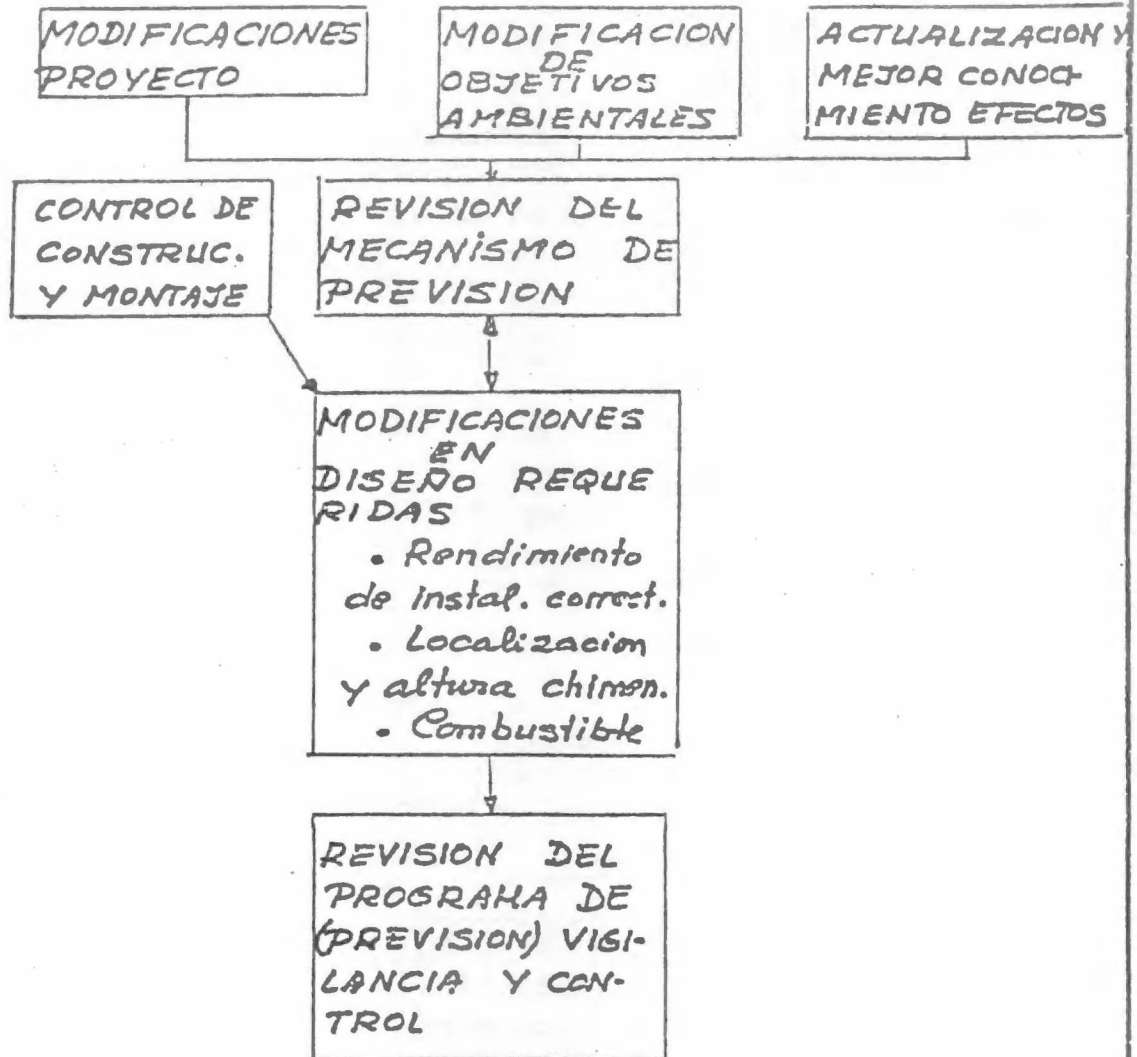 MODIFICACIONES
PROYECTO
MODIFICACION
DE
OBJETIVOS
AMBIENTALES
ACTUALIZACION Y
MEJOR CONOCI-
MIENTO EFECTOS
CONTROL DE
CONSTRUC.
Y MONTAJE
REVISION DEL
MECANISMO DE
PREVISION
MODIFICACIONES
EN
DISEÑO REQUE
RIDAS
• Rendimiento
de instal. correct.
• Localizacion
y altura chimen.
• Combustible
REVISION DEL
PROGRAMA DE
(PREVISION) VIGI-
LANCIA Y CON-
TROL